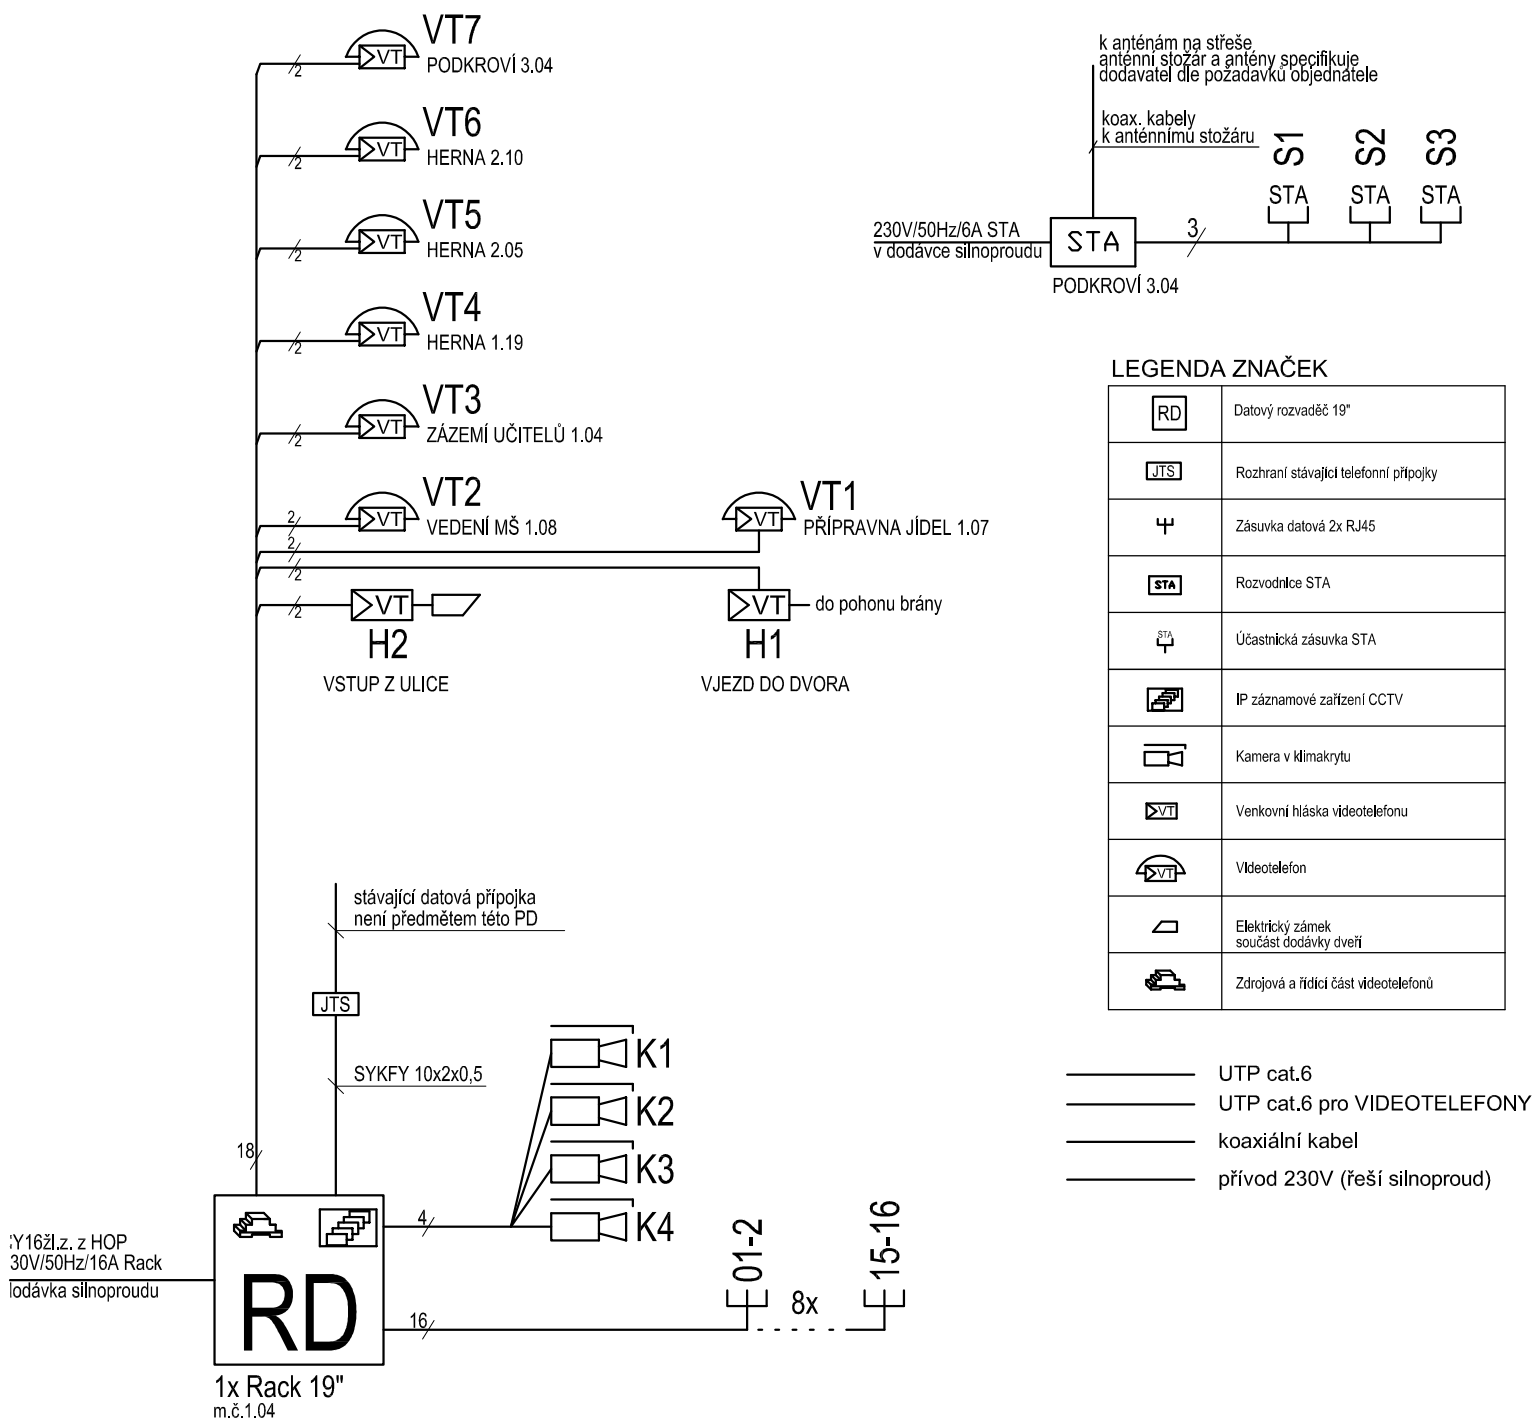 VT7
VT
PODKROVÍ 3.04
2
VT6
VT
HERNA 2.10
2
VT5
VT
HERNA 2.05
2
VT4
VT
HERNA 1.19
2
VT3
VT
ZÁZEMÍ UČITELŮ 1.04
2
VT2
VT
VEDENÍ MŠ 1.08
2
VT1
VT
PŘÍPRAVNA JÍDEL 1.07
2
2
VT
2
H2
VSTUP Z ULICE
VT
do pohonu brány
H1
VJEZD DO DVORA
k anténám na střeše
anténní stožár a antény specifikuje
dodavatel dle požadavků objednatele
koax. kabely
k anténnímu stožáru
S1
S2
S3
STA
STA
STA
230V/50Hz/6A STA
v dodávce silnoproudu
STA
3
PODKROVÍ 3.04
LEGENDA ZNAČEK
RD
Datový rozvaděč 19"
JTS
Rozhraní stávající telefonní přípojky
Zásuvka datová 2x RJ45
STA
Rozvodnice STA
STA
Účastnická zásuvka STA
IP záznamové zařízení CCTV
Kamera v klimakrytu
VT
Venkovní hláska videotelefonu
VT
Videotelefon
Elektrický zámek
součást dodávky dveří
Zdrojová a řídící část videotelefonů
UTP cat.6
UTP cat.6 pro VIDEOTELEFONY
koaxiální kabel
přívod 230V (řeší silnoproud)
stávající datová přípojka
není předmětem této PD
JTS
SYKFY 10x2x0,5
18
K1
K2
K3
K4
4
Y16žl.z. z HOP
30V/50Hz/16A Rack
dodávka silnoproudu
RD
16
01-2
8x
15-16
1x Rack 19"
m.č.1.04